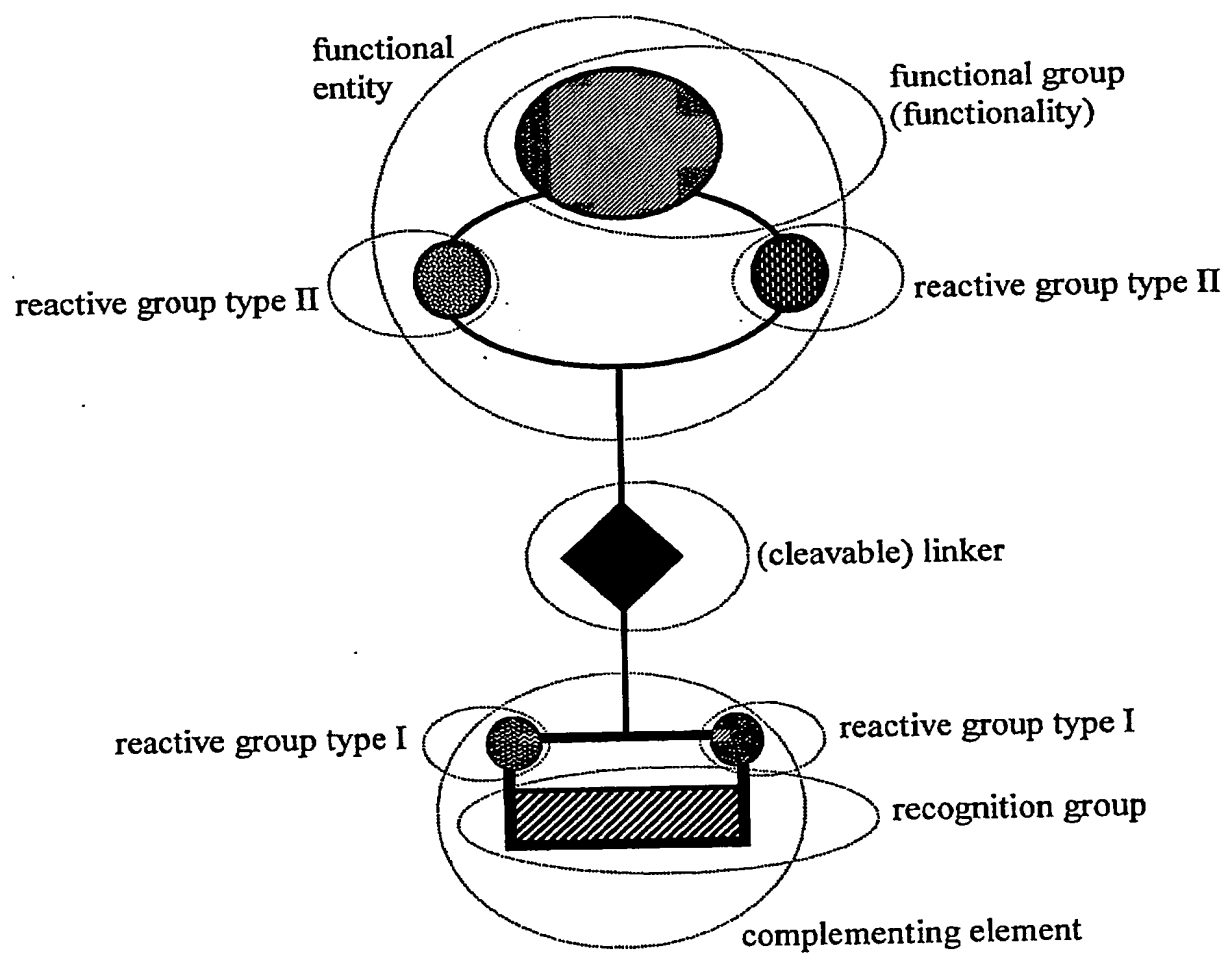 functional
entity
functional group
(functionality)
reactive group type II
reactive group type II
(cleavable) linker
reactive group type I
reactive group type I
recognition group
complementing element